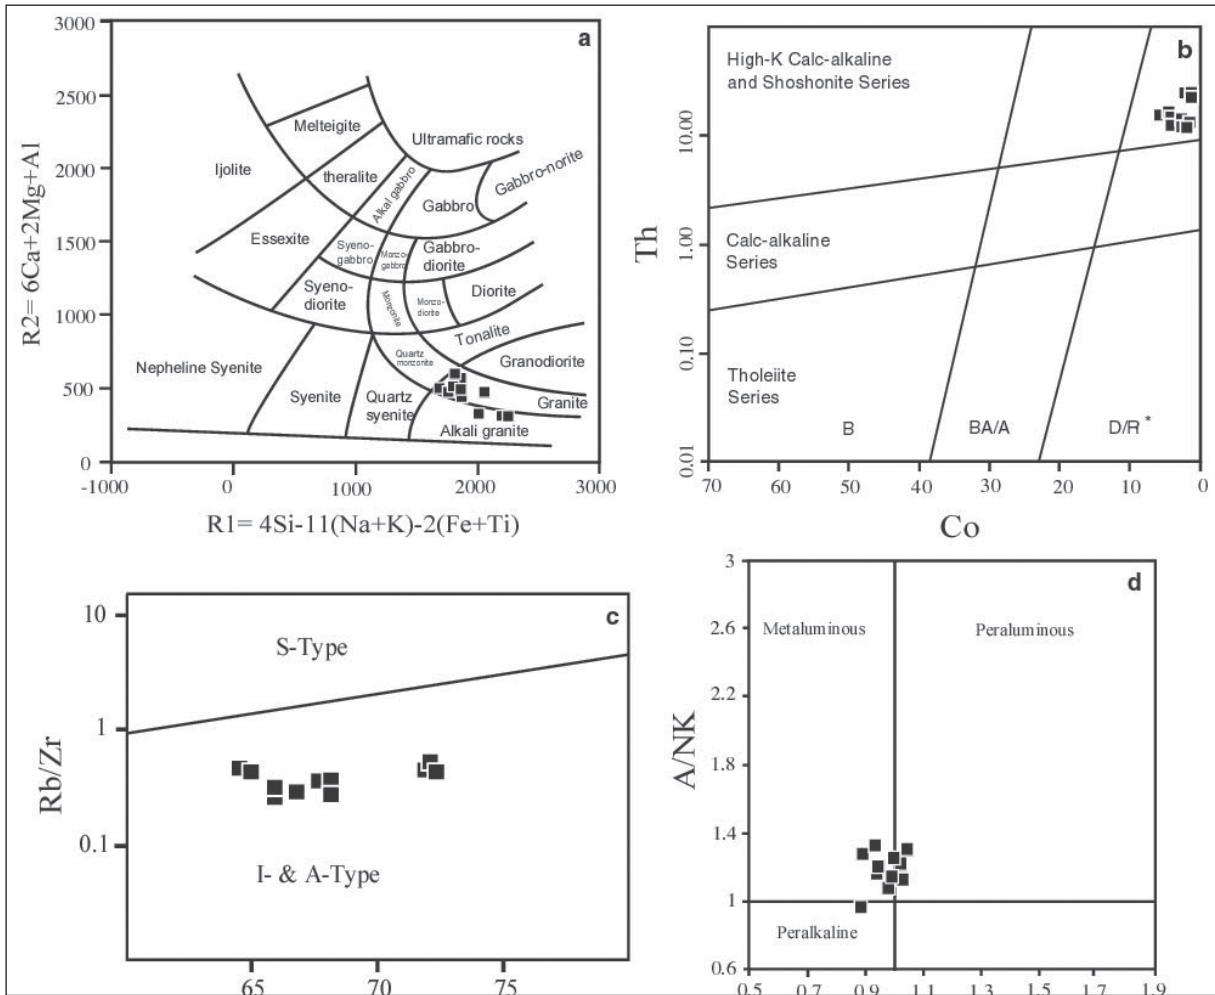 a
3000
2500
2000
1500
1000
500
0
-1000
0
1000
2000
3000
R2= 6Ca+2Mg+Al
R1= 4Si-11(Na+K)-2(Fe+Ti)
Melteigite
Ultramafic rocks
Ijolite
theralite
Alkal gabbro
Gabbro
Gabbro-norite
Essexite
Syeno-
gabbro
Monzo-
gabbro
Gabbro-
diorite
Syeno-
diorite
Monzonite
Monzo-
diorite
Diorite
Tonalite
Nepheline Syenite
Quartz
monzonite
Granodiorite
Syenite
Quartz
syenite
Granite
Alkali granite
b
High-K Calc-alkaline
and Shoshonite Series
Calc-alkaline
Series
Tholeiite
Series
B
BA/A
D/R *
Th
10.00
1.00
0.10
0.01
70
60
50
40
30
20
10
0
Co
c
10
1
0.1
Rb/Zr
S-Type
I- & A-Type
65
70
75
d
3
2.6
2.2
1.8
1.4
1
0.6
A/NK
Metaluminous
Peraluminous
Peralkaline
0.5
0.7
0.9
1.1
1.3
1.5
1.7
1.9